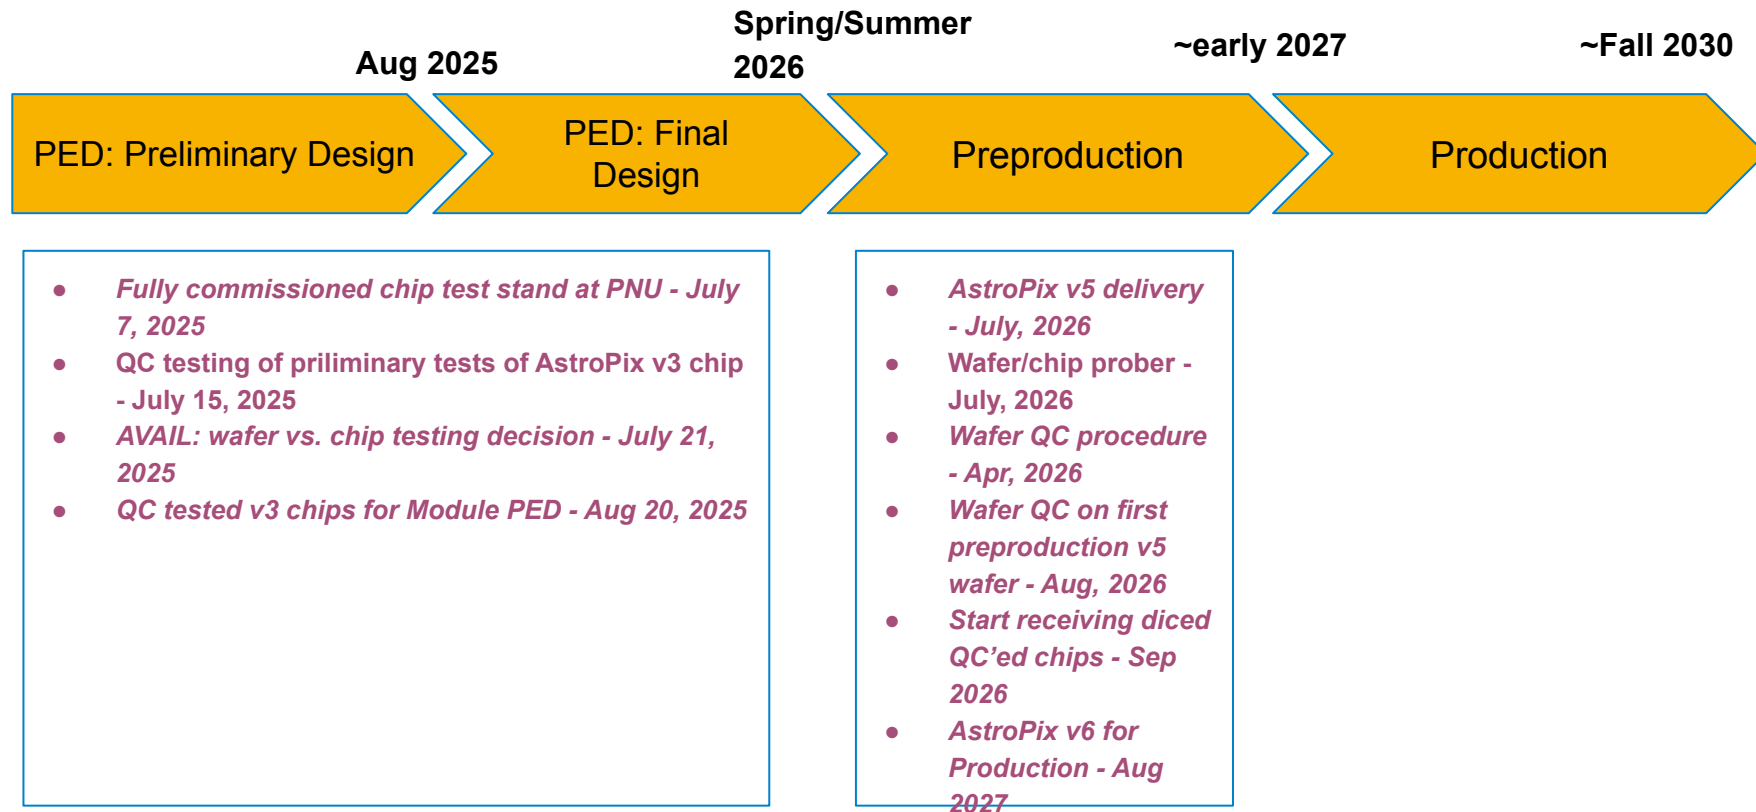 Aug 2025
Spring/Summer
2026
~early 2027
~Fall 2030
PED: Preliminary Design
PED: Final
Design
Preproduction
Production
● Fully commissioned chip test stand at PNU - July
7, 2025
● QC testing of priliminary tests of AstroPix v3 chip
- July 15, 2025
● AVAIL: wafer vs. chip testing decision - July 21,
2025
● QC tested v3 chips for Module PED - Aug 20, 2025
● AstroPix v5 delivery
- July, 2026
● Wafer/chip prober -
July, 2026
● Wafer QC procedure
- Apr, 2026
● Wafer QC on first
preproduction v5
wafer - Aug, 2026
● Start receiving diced
QC’ed chips - Sep
2026
● AstroPix v6 for
Production - Aug
2027